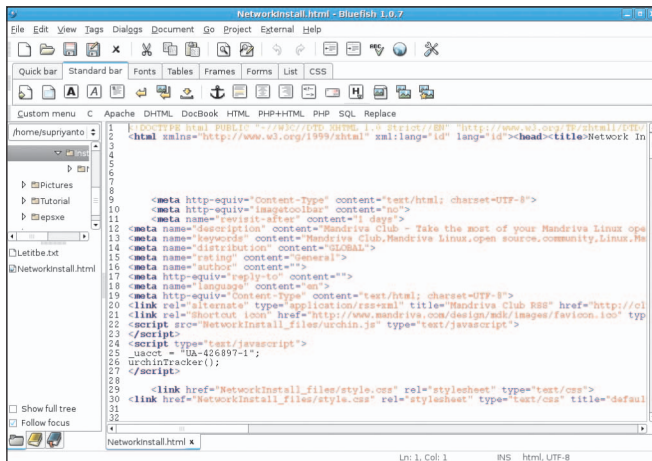 NetworkInstall.html - Bluefish 1.0.7
File Edit View Tags Dialogs Document Go Project External Help
Quick bar Standard bar Fonts Tables Frames Forms List CSS
Custom menu C Apache DHTML DocBook HTML PHP+HTML PHP SQL Replace
/home/supriyanto
Inst
Pictures
Tutorial
epsxe
Letitbe.txt
NetworkInstall.html
Show full tree
Follow focus
1 <!DOCTYPE html PUBLIC "-//W3C//DTD XHTML 1.0 Strict//EN" "http://www.w3.org/TR/xhtml1/DTD/
2 <html xmlns="http://www.w3.org/1999/xhtml" xml:lang="id" lang="id"><head><title>Network In
3
4
5
6
7
8
9 <meta http-equiv="Content-Type" content="text/html; charset=UTF-8">
10 <meta http-equiv="imagetoolbar" content="no">
11 <meta name="revisit-after" content="1 days">
12 <meta name="description" content="Mandriva Club - Take the most of your Mandriva Linux ope
13 <meta name="keywords" content="Mandriva Club,Mandriva Linux,open source,community,Linux,Ma
14 <meta name="distribution" content="GLOBAL">
15 <meta name="rating" content="General">
16 <meta name="author" content="">
17 <meta http-equiv="reply-to" content="">
18 <meta name="language" content="en">
19 <meta http-equiv="Content-Type" content="text/html; charset=UTF-8">
20 <link rel="alternate" type="application/rss+xml" title="Mandriva Club RSS" href="http://cl
21 <link rel="Shortcut icon" href="http://www.mandriva.com/design/mdk/images/favicon.ico" typ
22 <script src="NetworkInstall_files/urchin.js" type="text/javascript">
23 </script>
24 <script type="text/javascript">
25 _uacct = "UA-426897-1";
26 urchinTracker();
27 </script>
28
29 <link href="NetworkInstall_files/style.css" rel="stylesheet" type="text/css">
30 <link href="NetworkInstall_files/style.css" rel="stylesheet" type="text/css" title="defaul
31
32
NetworkInstall.html x
Ln: 1, Col: 1 INS html, UTF-8